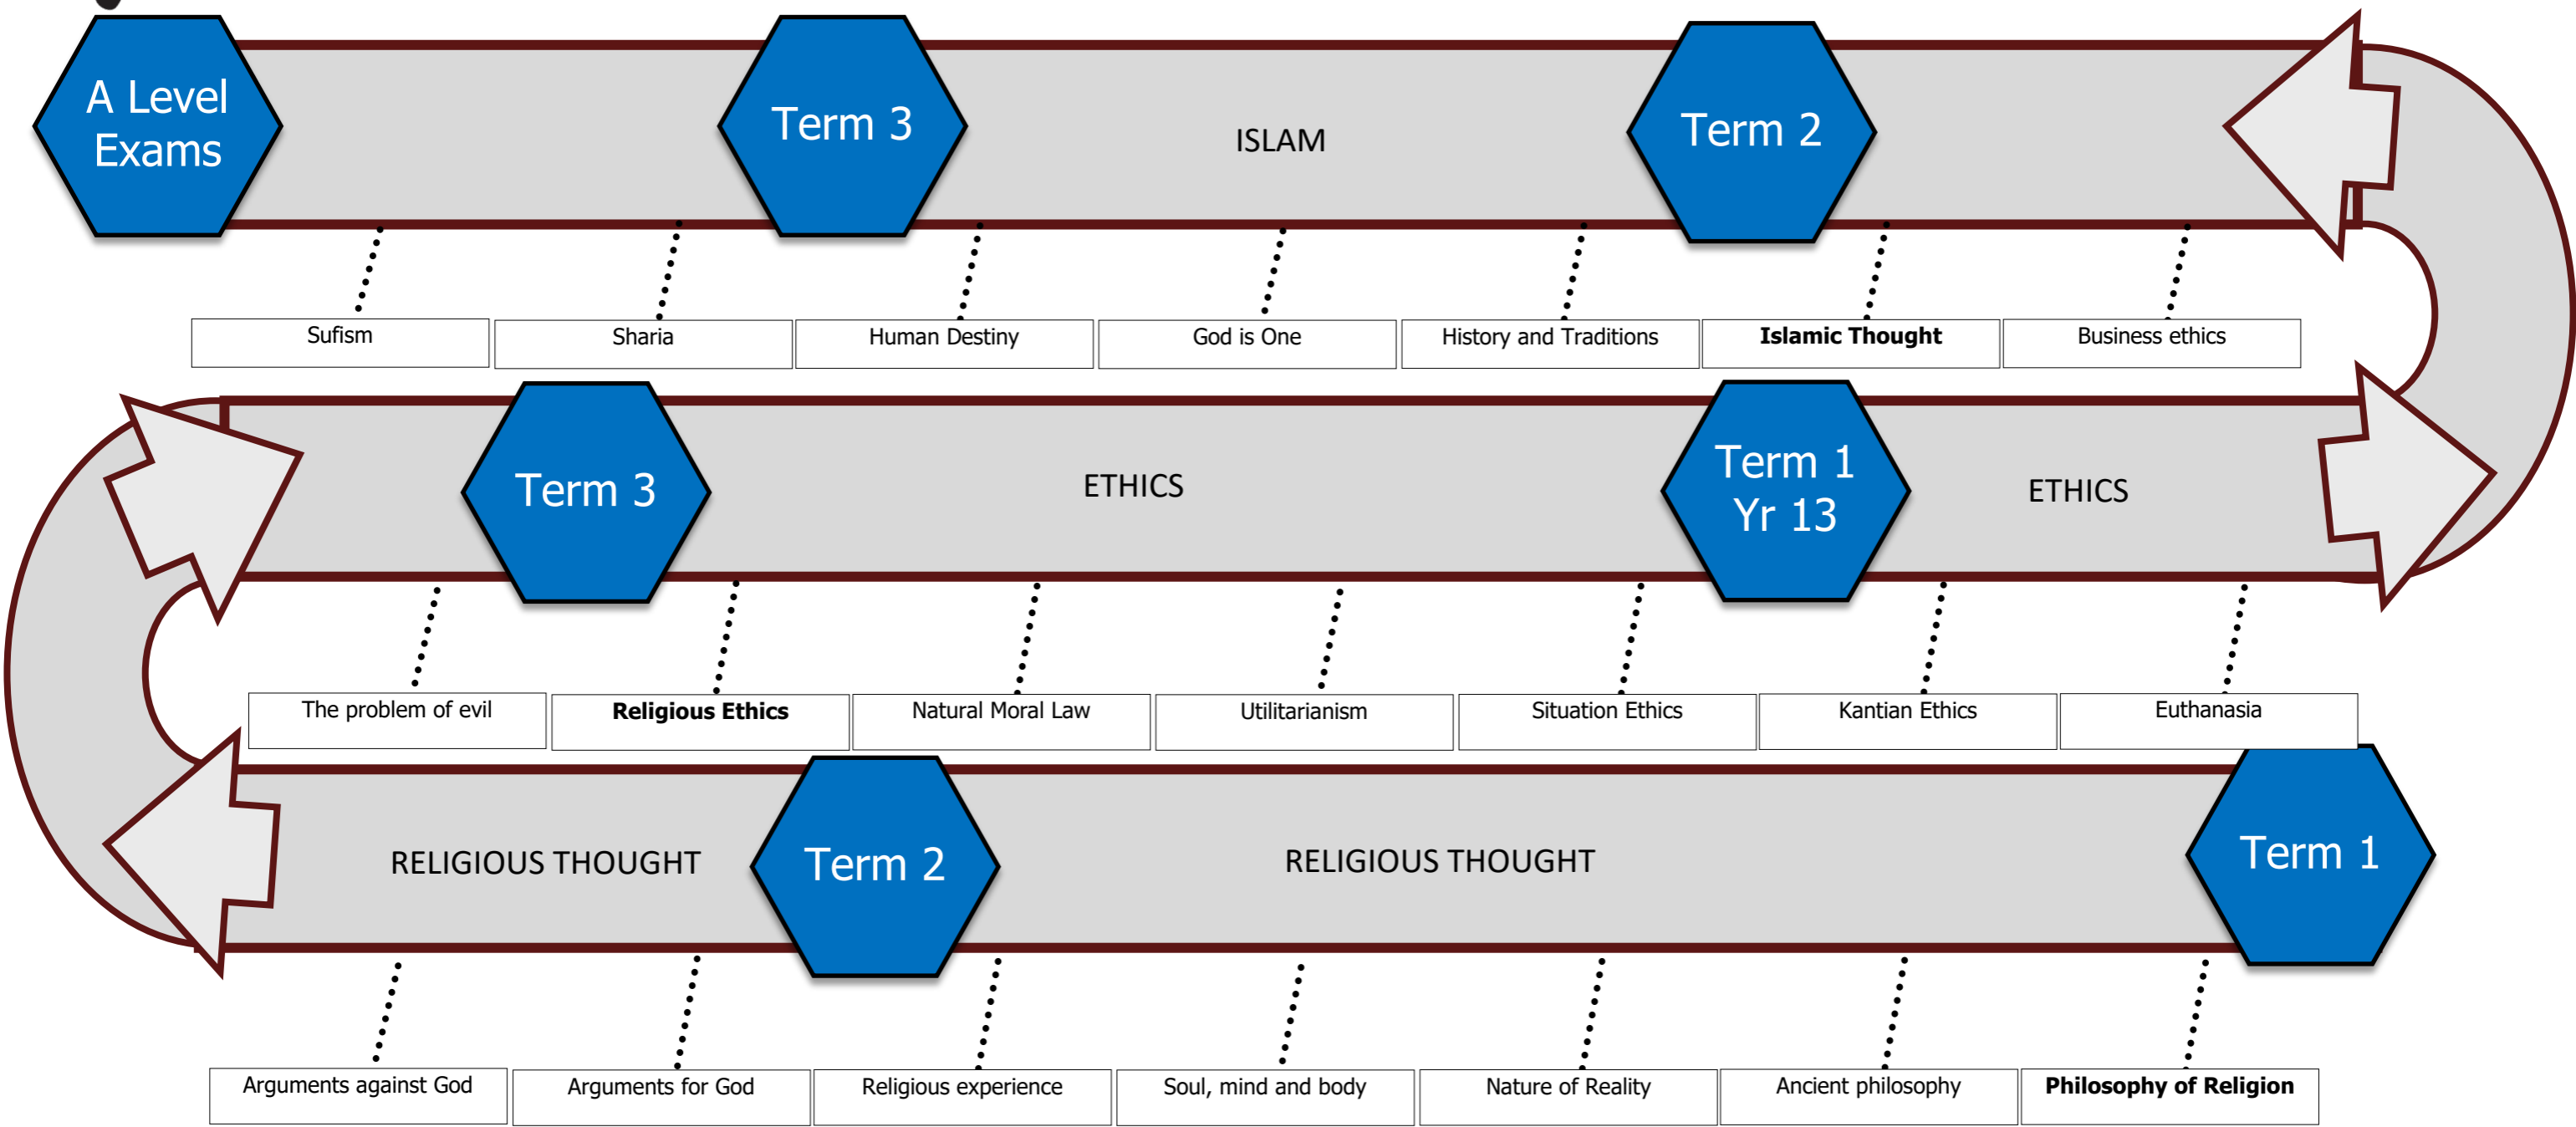 A Level
Exams
Term 3
ISLAM
Term 2
Sufism
Sharia
Human Destiny
God is One
History and Traditions
Islamic Thought
Business ethics
Term 3
ETHICS
Term 1
Yr 13
ETHICS
The problem of evil
Religious Ethics
Natural Moral Law
Utilitarianism
Situation Ethics
Kantian Ethics
Euthanasia
RELIGIOUS THOUGHT
Term 2
RELIGIOUS THOUGHT
Term 1
Arguments against God
Arguments for God
Religious experience
Soul, mind and body
Nature of Reality
Ancient philosophy
Philosophy of Religion